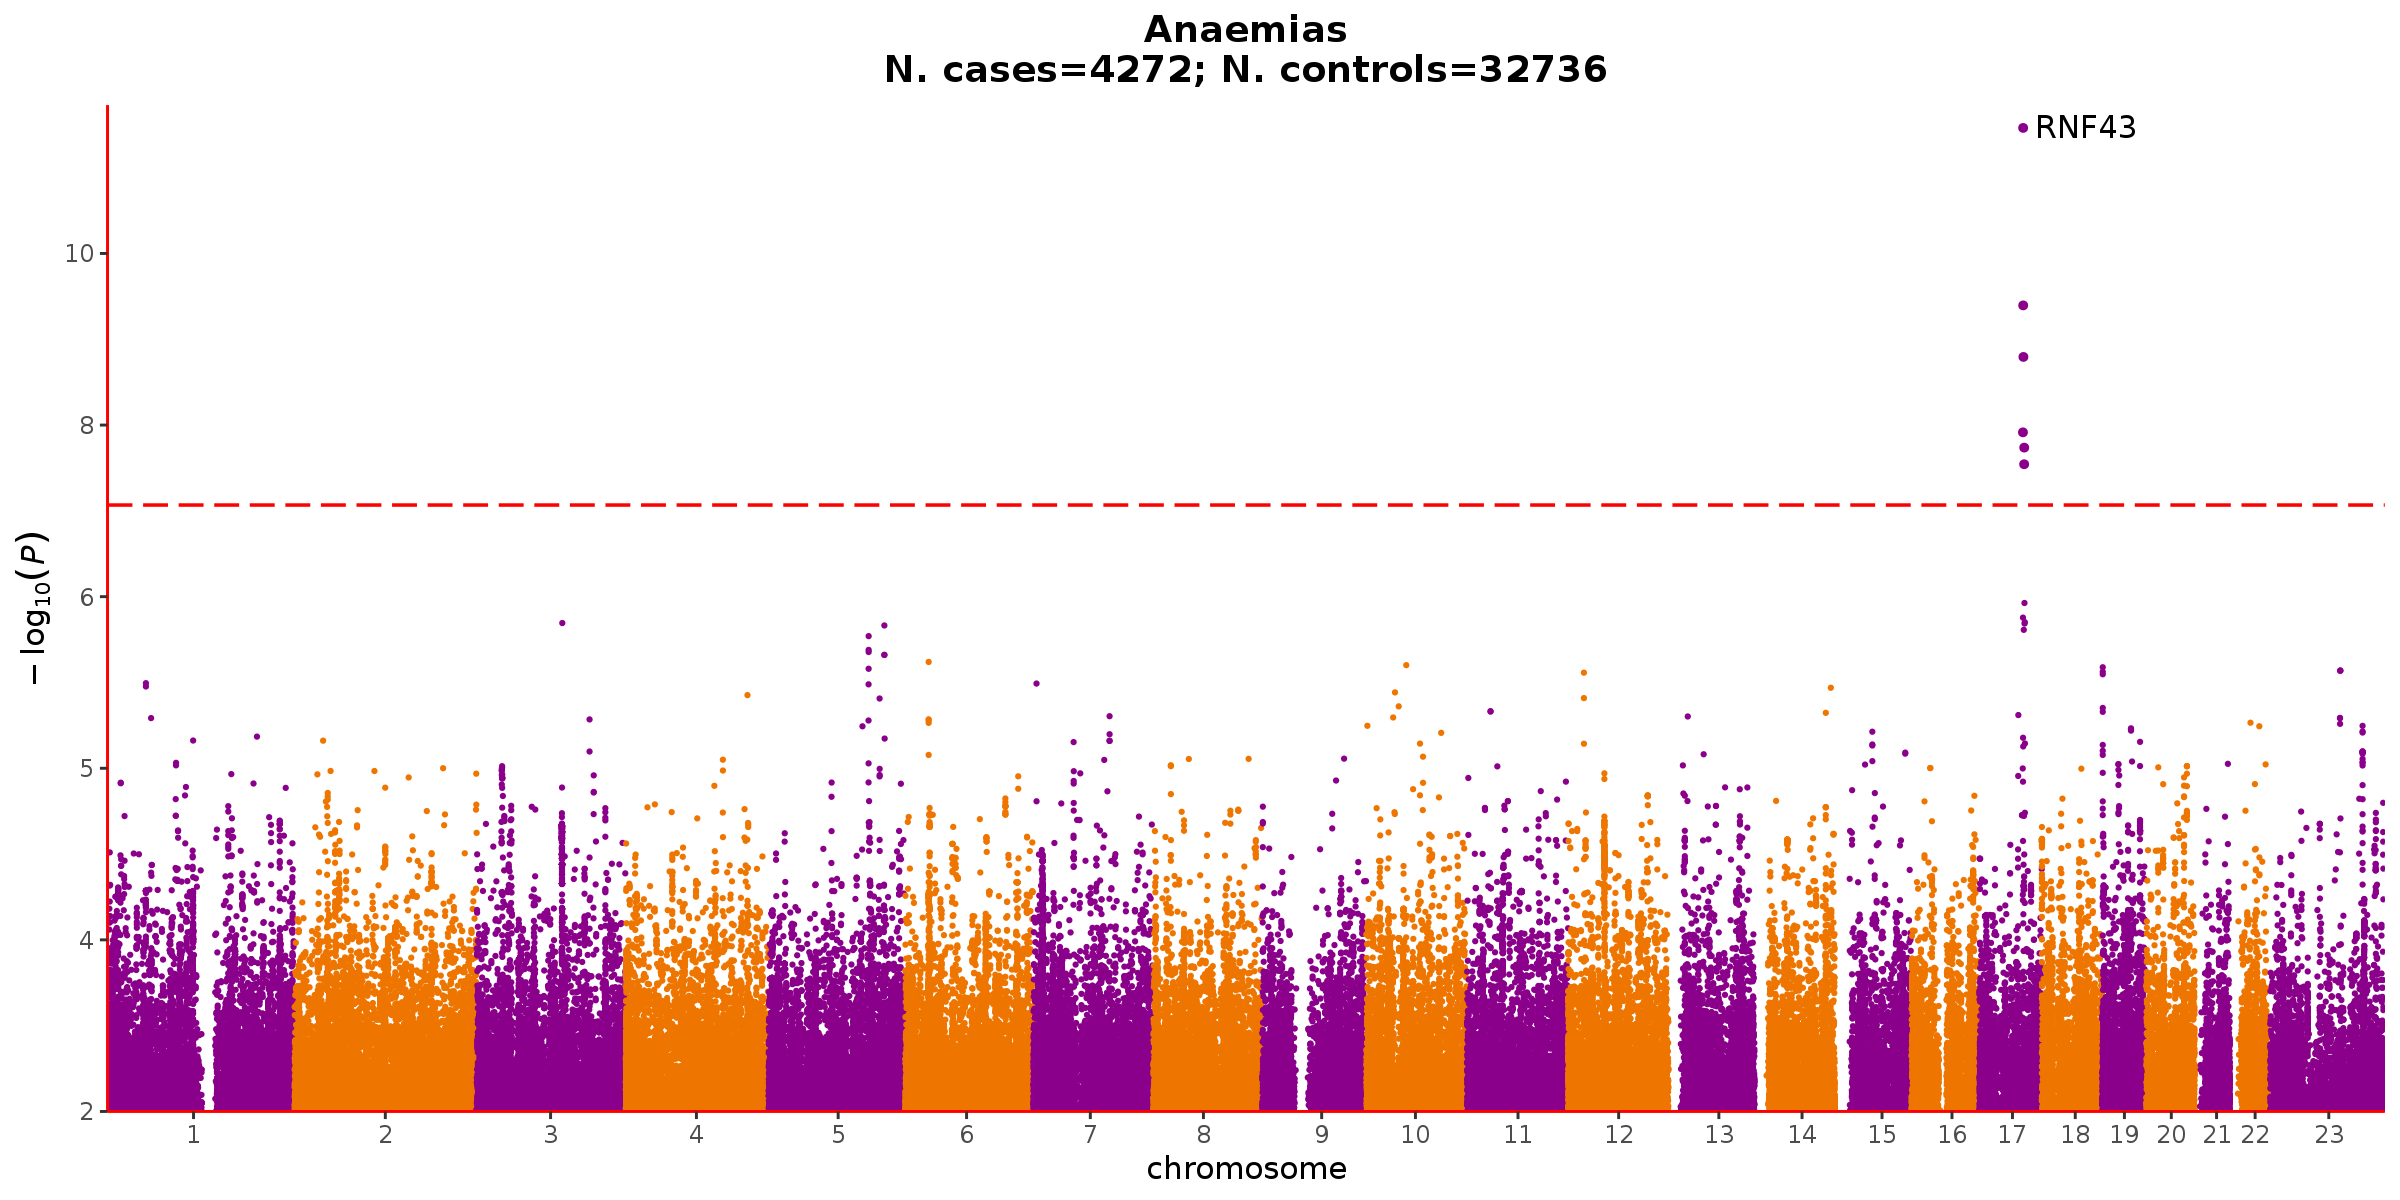 Anaemias
N. cases=4272; N. controls=32736
RNF43
10
8
6
5
4
2
−log10(P)
1 2 3 4 5 6 7 8 9 10 11 12 13 14 15 16 17 18 19 20 21 22 23
chromosome